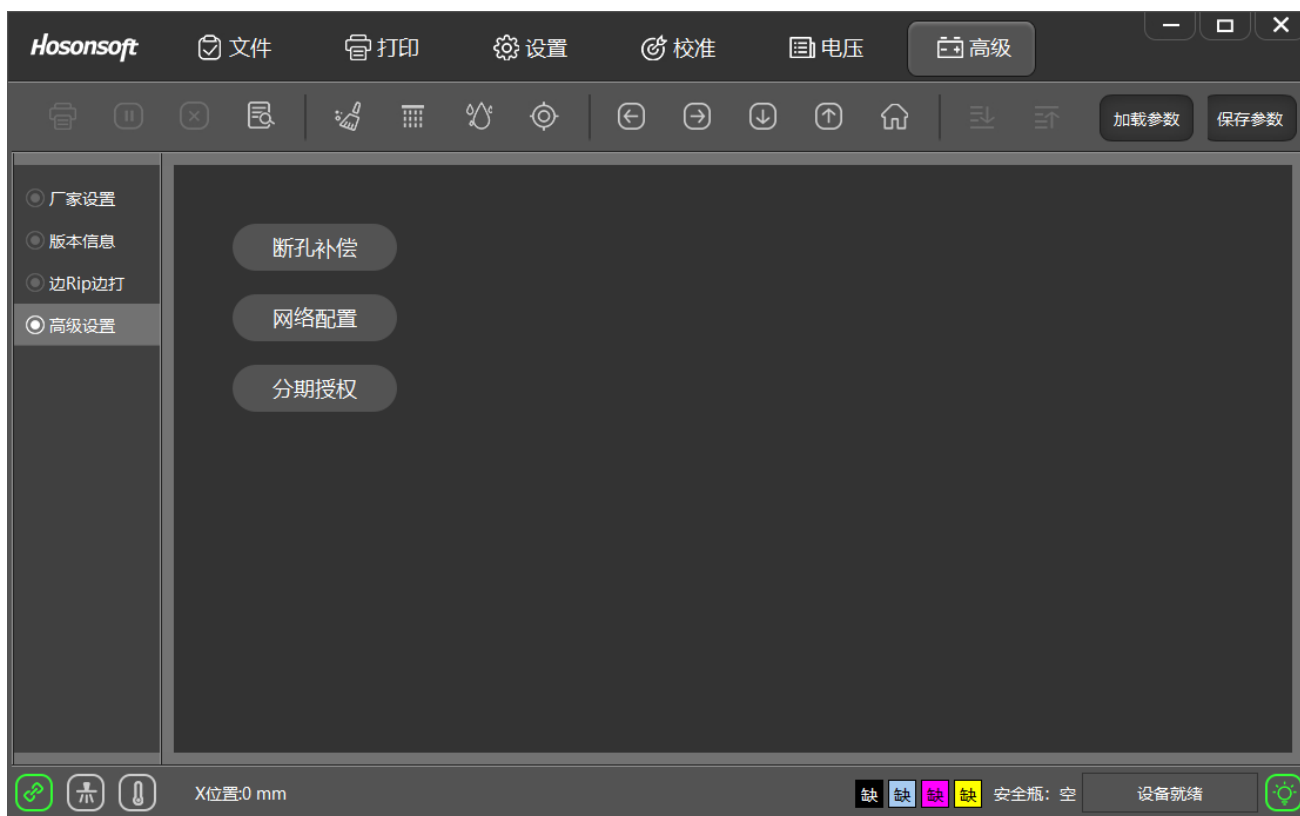 Hosonsoft 文件 打印 设置 校准 电压 高级
加载参数 保存参数
厂家设置
版本信息
边Rip边打
高级设置
断孔补偿
网络配置
分期授权
X位置:0 mm 缺 缺 缺 缺 安全瓶：空 设备就绪